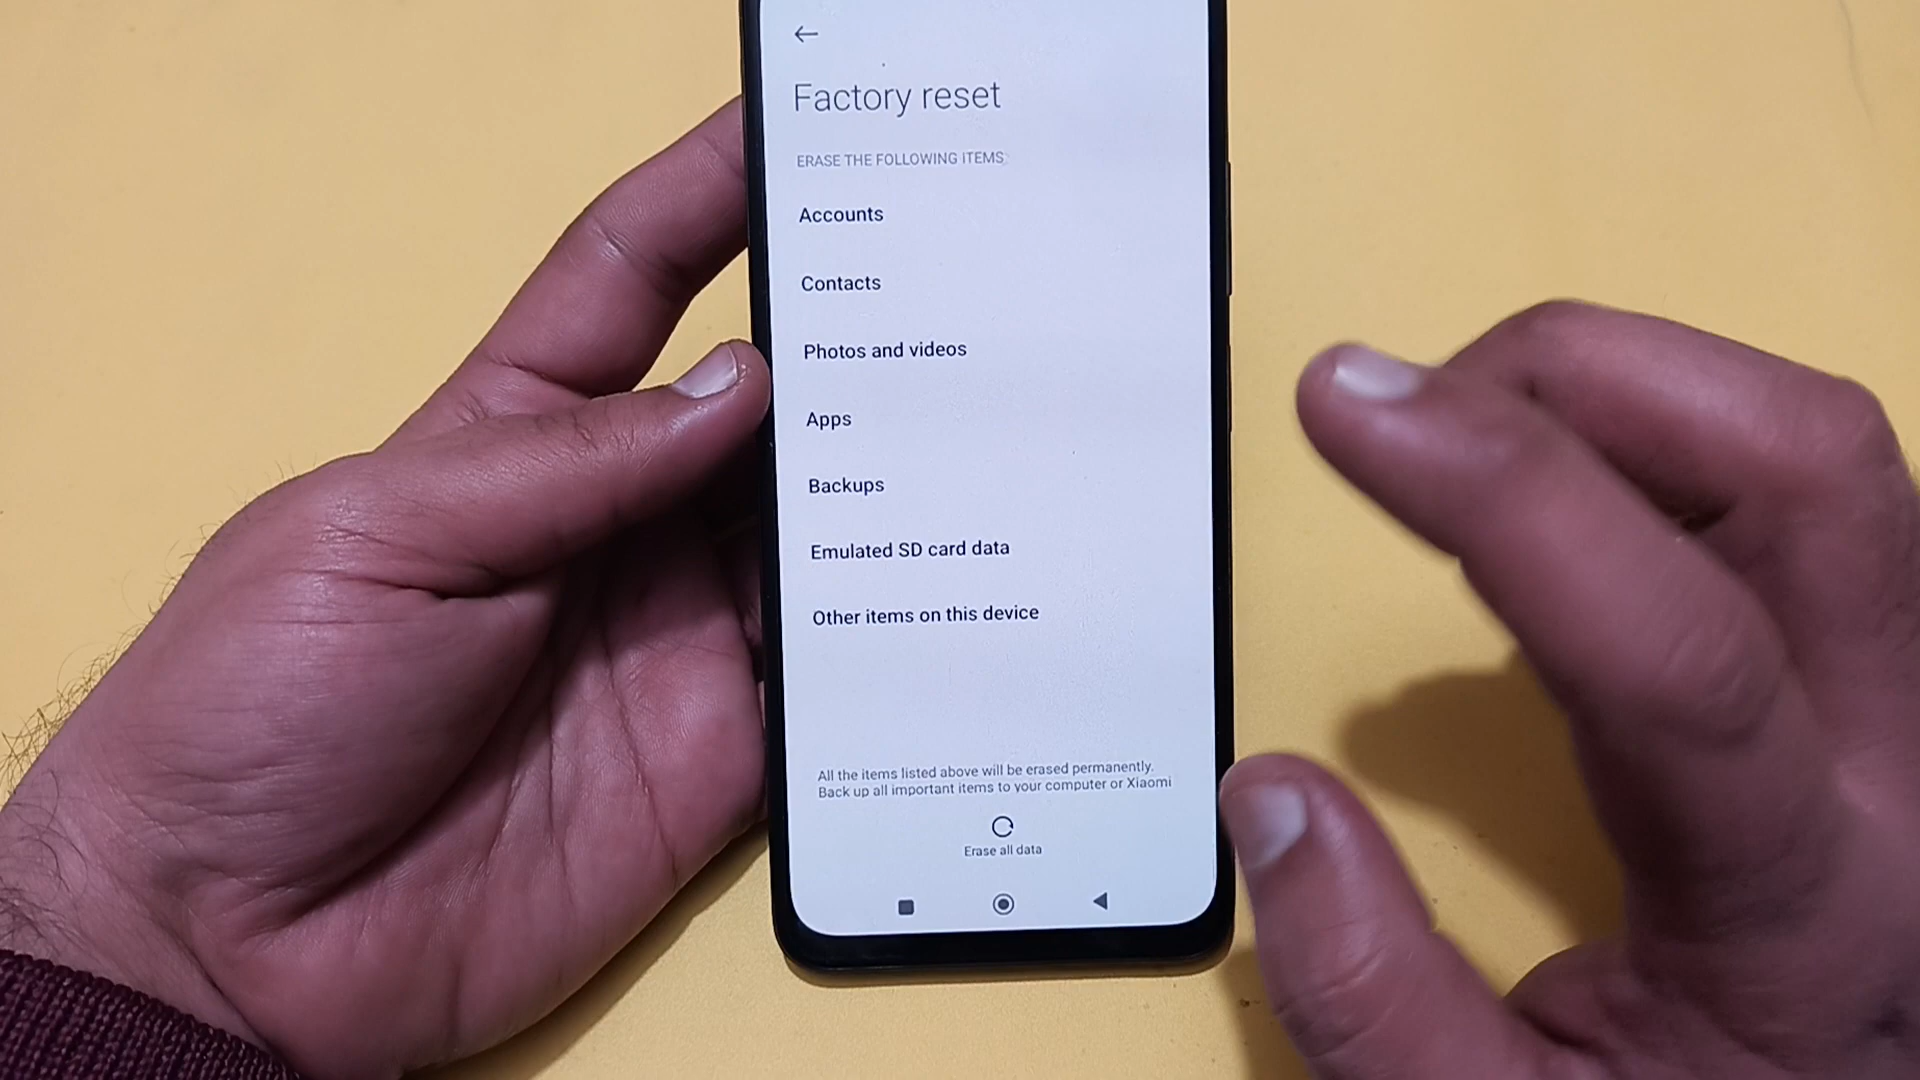 Factory reset
ERASE THE FOLLOWING ITEMS
Accounts
Contacts
Photos and videos
Apps
Backups
Emulated SD card data
Other items on this device
All the items listed above will be erased permanently.
Back up all important items to your computer or Xiaomi
Erase all data